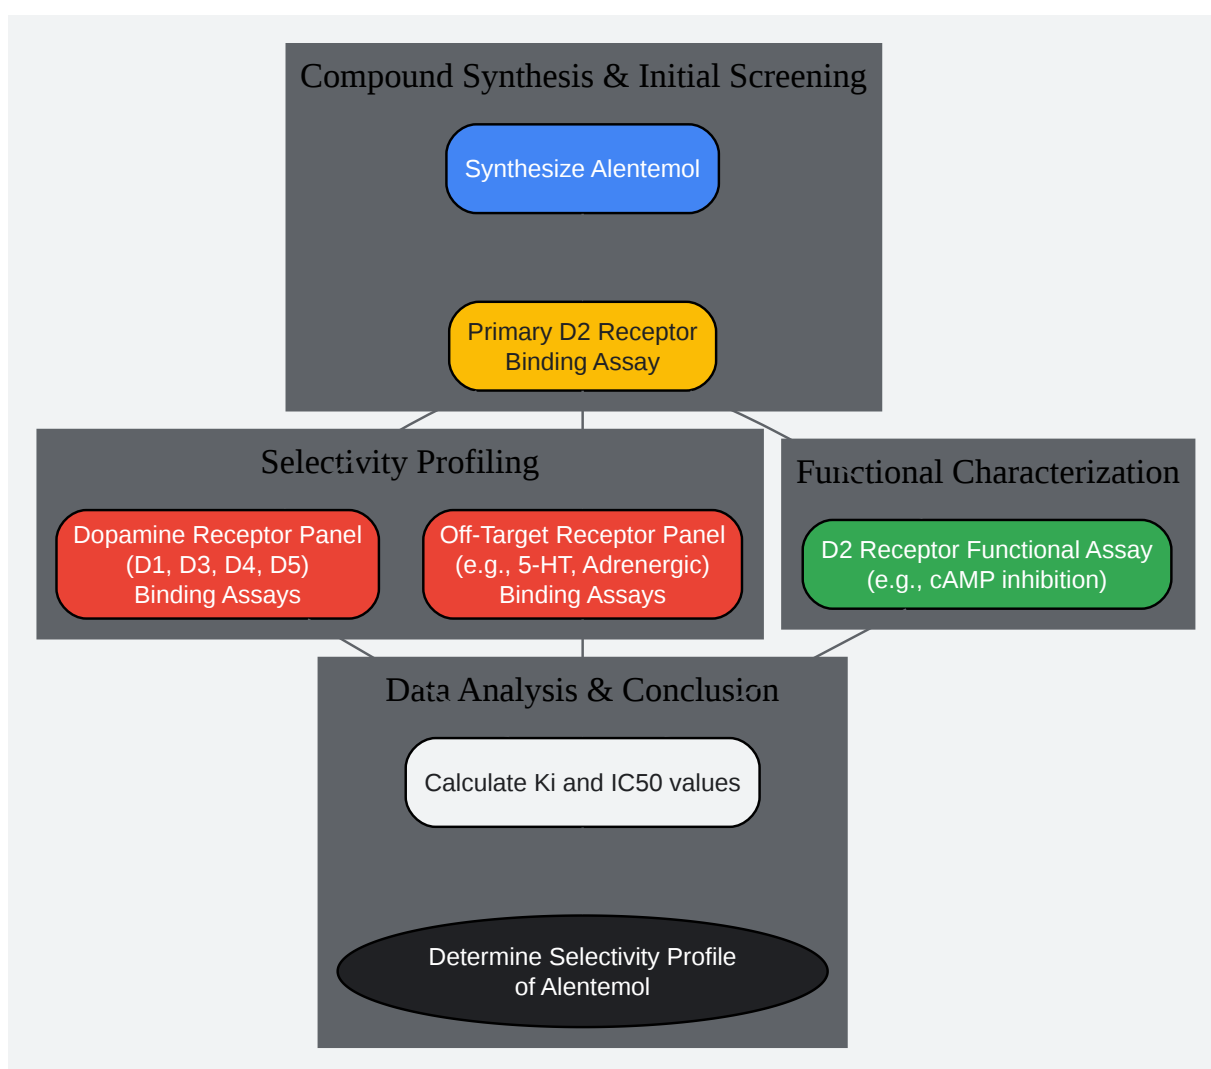 Compound Synthesis & Initial Screening
Synthesize Alentemol
Primary D2 Receptor
Binding Assay
Selectivity Profiling
Dopamine Receptor Panel
(D1, D3, D4, D5)
Binding Assays
Off-Target Receptor Panel
(e.g., 5-HT, Adrenergic)
Binding Assays
Functional Characterization
D2 Receptor Functional Assay
(e.g., cAMP inhibition)
Data Analysis & Conclusion
Calculate Ki and IC50 values
Determine Selectivity Profile
of Alentemol